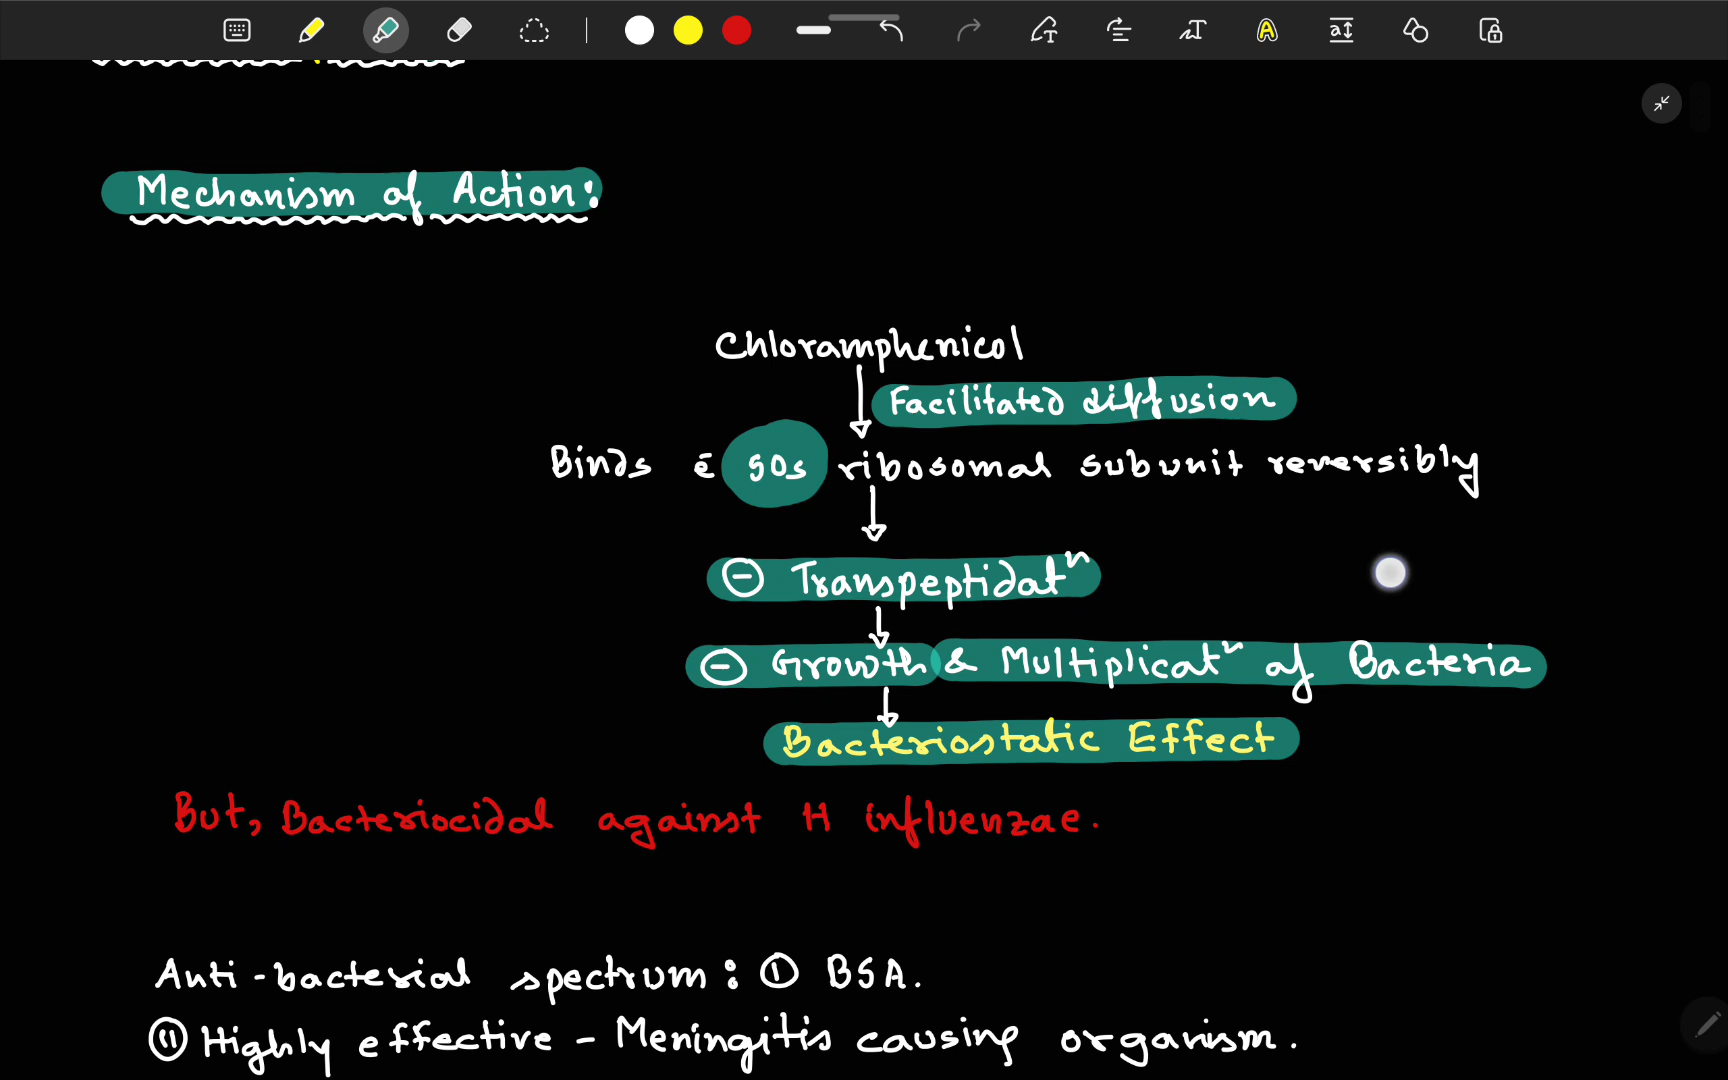 Mechanism of Action:
Chloramphenicol
Facilitated diffusion
Binds c̄ 50s ribosomal subunit reversibly
⊖ Transpeptidatⁿ
⊖ Growth & Multiplicatⁿ of Bacteria
Bacteriostatic Effect
But, Bacteriocidal against H influenzae.
Anti-bacterial spectrum: ① BSA.
⑪ Highly effective - Meningitis causing organism.